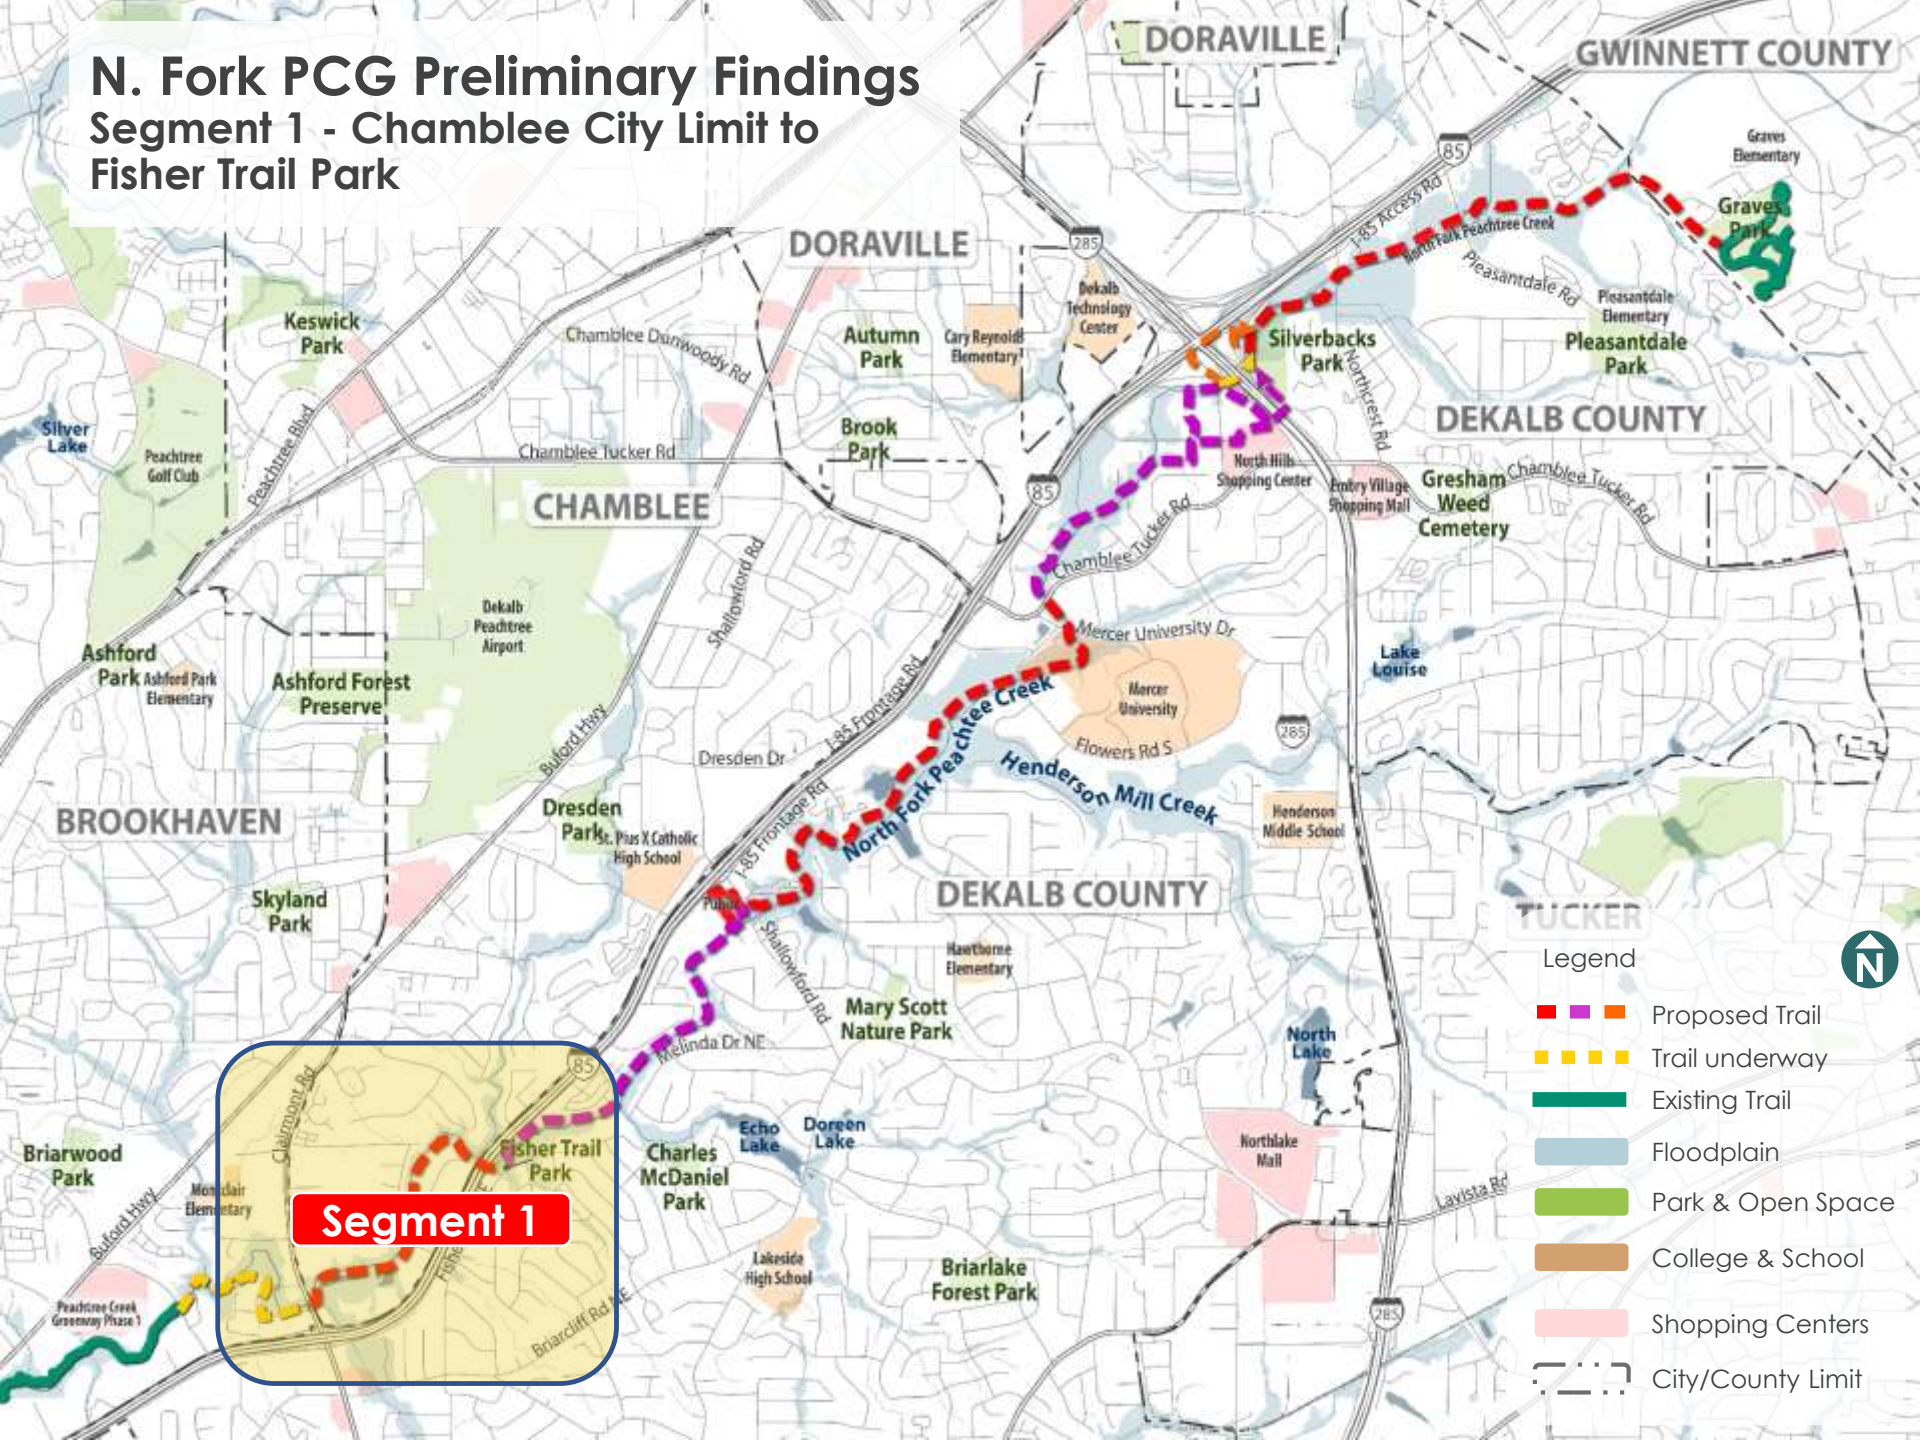 N. Fork PCG Preliminary Findings
Segment 1 - Chamblee City Limit to
Fisher Trail Park
DORAVILLE
GWINNETT COUNTY
Graves
Elementary
85
I-85 Access Rd
Graves
Park
North Fork Peachtree Creek
Pleasantdale Rd
Pleasantdale
Elementary
Pleasantdale
Park
DORAVILLE
285
Dekalb
Technology
Center
Keswick
Park
Chamblee Dunwoody Rd
Autumn
Park
Cary Reynolds
Elementary
Silverbacks
Park
Northcrest Rd
DEKALB COUNTY
Silver
Lake
Peachtree
Golf Club
Peachtree Blvd
Chamblee Tucker Rd
Brook
Park
CHAMBLEE
85
North Hills
Shopping Center
Embry Village
Shopping Mall
Gresham
Weed
Cemetery
Chamblee Tucker Rd
Chamblee Tucker Rd
Shallowford Rd
Dekalb
Peachtree
Airport
Mercer University Dr
Ashford
Park
Ashford Park
Elementary
Ashford Forest
Preserve
Lake
Louise
Mercer
University
Flowers Rd S
285
I-85 Frontage Rd
Buford Hwy
Dresden Dr
North Fork Peachtee Creek
Henderson Mill Creek
BROOKHAVEN
Dresden
Park
St. Pius X Catholic
High School
I-85 Frontage Rd
Henderson
Middle School
Skyland
Park
DEKALB COUNTY
TUCKER
Shallowford Rd
Hawthorne
Elementary
Mary Scott
Nature Park
Melinda Dr NE
North
Lake
85
Clairmont Rd
Briarwood
Park
Buford Hwy
Montclair
Elementary
Fisher Trail
Park
Segment 1
Charles
McDaniel
Park
Echo
Lake
Doreen
Lake
Northlake
Mall
Lavista Rd
Lakeside
High School
Briarlake
Forest Park
Peachtree Creek
Greenway Phase 1
Briarcliff Rd NE
285
Legend
N
Proposed Trail
Trail underway
Existing Trail
Floodplain
Park & Open Space
College & School
Shopping Centers
City/County Limit